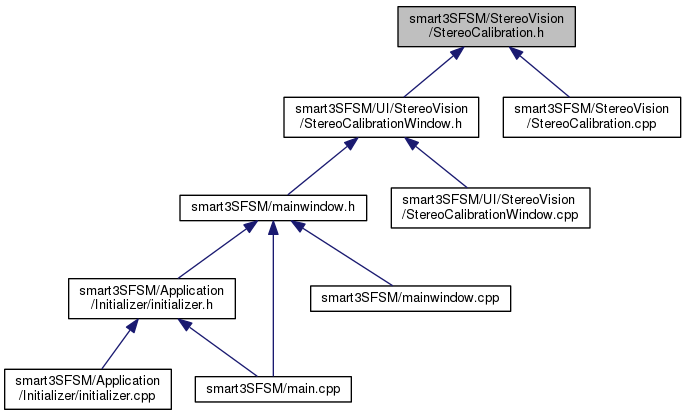 smart3SFSM/StereoVision
/StereoCalibration.h
smart3SFSM/UI/StereoVision
/StereoCalibrationWindow.h
smart3SFSM/StereoVision
/StereoCalibration.cpp
smart3SFSM/mainwindow.h
smart3SFSM/UI/StereoVision
/StereoCalibrationWindow.cpp
smart3SFSM/Application
/Initializer/initializer.h
smart3SFSM/mainwindow.cpp
smart3SFSM/Application
/Initializer/initializer.cpp
smart3SFSM/main.cpp